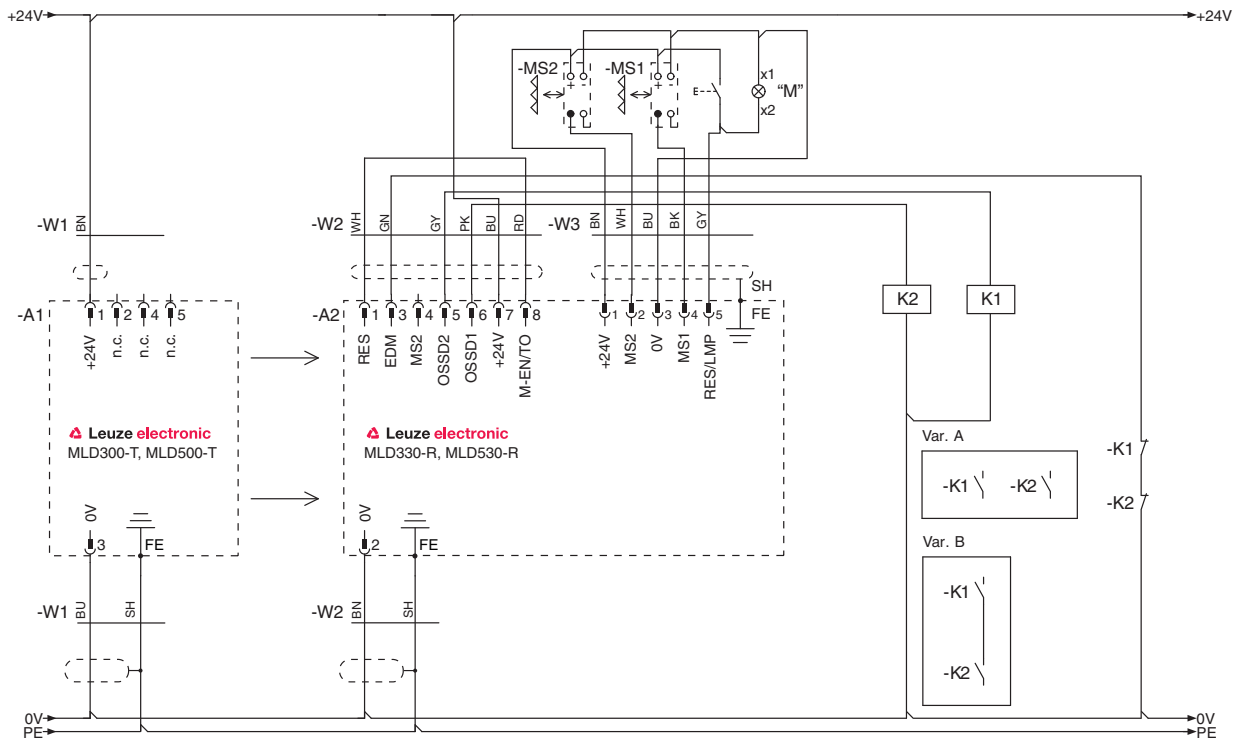 +24V
+24V
-MS2
+ -
-MS1
+ -
E
x1
"M"
x2
-W1
BN
-W2
WH
GN
GY
PK
BU
RD
-W3
BN
WH
BU
BK
GY
SH
-A1
1
2
4
5
+24V
n.c.
n.c.
n.c.
-A2
1
3
4
5
6
7
8
RES
EDM
MS2
OSSD2
OSSD1
+24V
M-EN/TO
1
2
3
4
5
FE
+24V
MS2
0V
MS1
RES/LMP
K2
K1
Leuze electronic
MLD300-T, MLD500-T
Leuze electronic
MLD330-R, MLD530-R
Var. A
-K1
-K2
-K1
-K2
Var. B
-K1
-K2
0V
3
FE
0V
2
FE
-W1
BU
SH
-W2
BN
SH
0V
0V
PE
PE